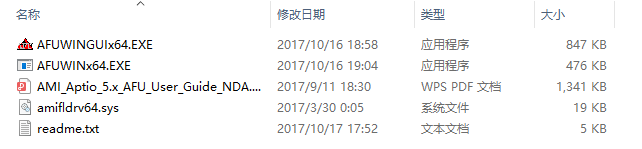 名称 修改日期 类型 大小
AFUWINGUIx64.EXE 2017/10/16 18:58 应用程序 847 KB
AFUWINx64.EXE 2017/10/16 19:04 应用程序 476 KB
AMI_Aptio_5.x_AFU_User_Guide_NDA.... 2017/9/11 18:30 WPS PDF 文档 1,341 KB
amifldrv64.sys 2017/3/30 0:05 系统文件 19 KB
readme.txt 2017/10/17 17:52 文本文档 5 KB